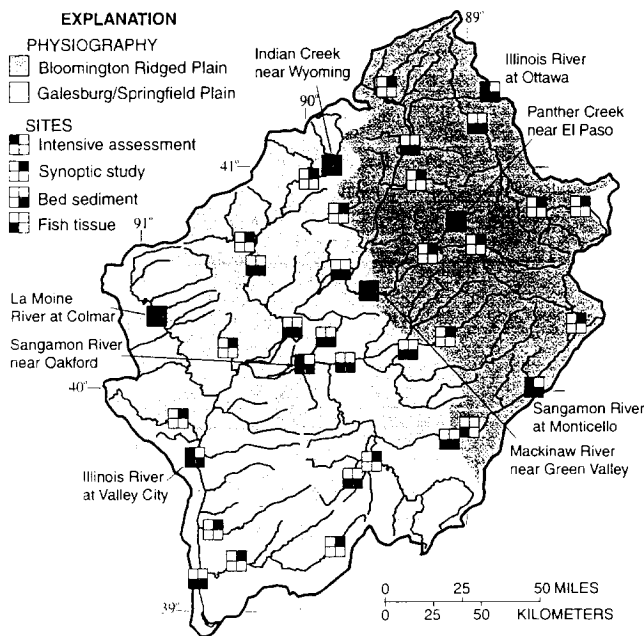 EXPLANATION
PHYSIOGRAPHY
Bloomington Ridged Plain
Galesburg/Springfield Plain
SITES
Intensive assessment
Synoptic study
Bed sediment
Fish tissue
Indian Creek
near Wyoming
89°
Illinois River
at Ottawa
90°
Panther Creek
near El Paso
41°
91°
La Moine
River at Colmar
Sangamon River
near Oakford
40°
Sangamon River
at Monticello
Mackinaw River
near Green Valley
Illinois River
at Valley City
39°
0 25 50 MILES
0 25 50 KILOMETERS